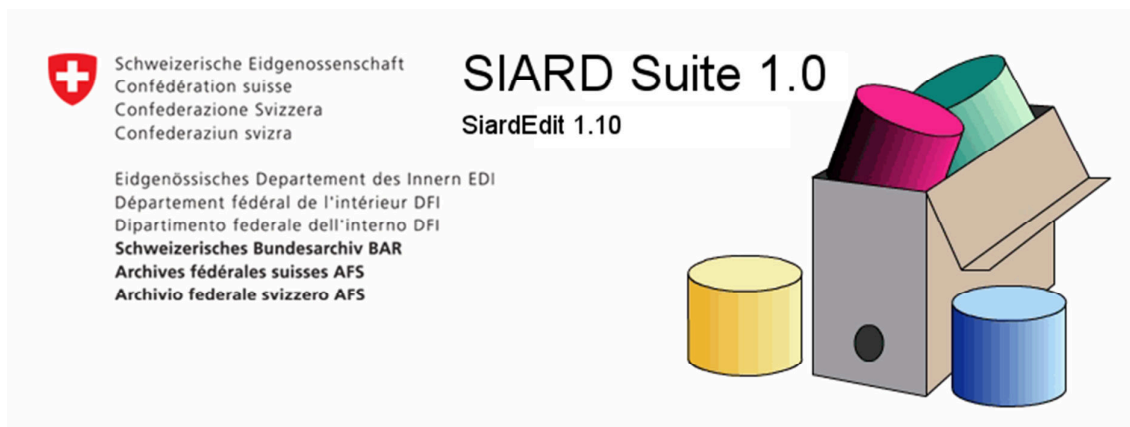 Schweizerische Eidgenossenschaft
Confédération suisse
Confederazione Svizzera
Confederaziun svizra
SIARD Suite 1.0
SiardEdit 1.10
Eidgenössisches Departement des Innern EDI
Département fédéral de l'intérieur DFI
Dipartimento federale dell'interno DFI
Schweizerisches Bundesarchiv BAR
Archives fédérales suisses AFS
Archivio federale svizzero AFS